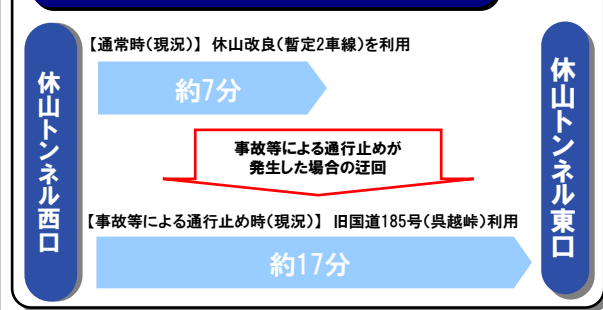 【通常時(現況)】 休山改良(暫定2車線)を利用
休山トンネル西口
約7分
休山トンネル東口
事故等による通行止めが
発生した場合の迂回
【事故等による通行止め時(現況)】 旧国道185号(呉越峠)利用
約17分